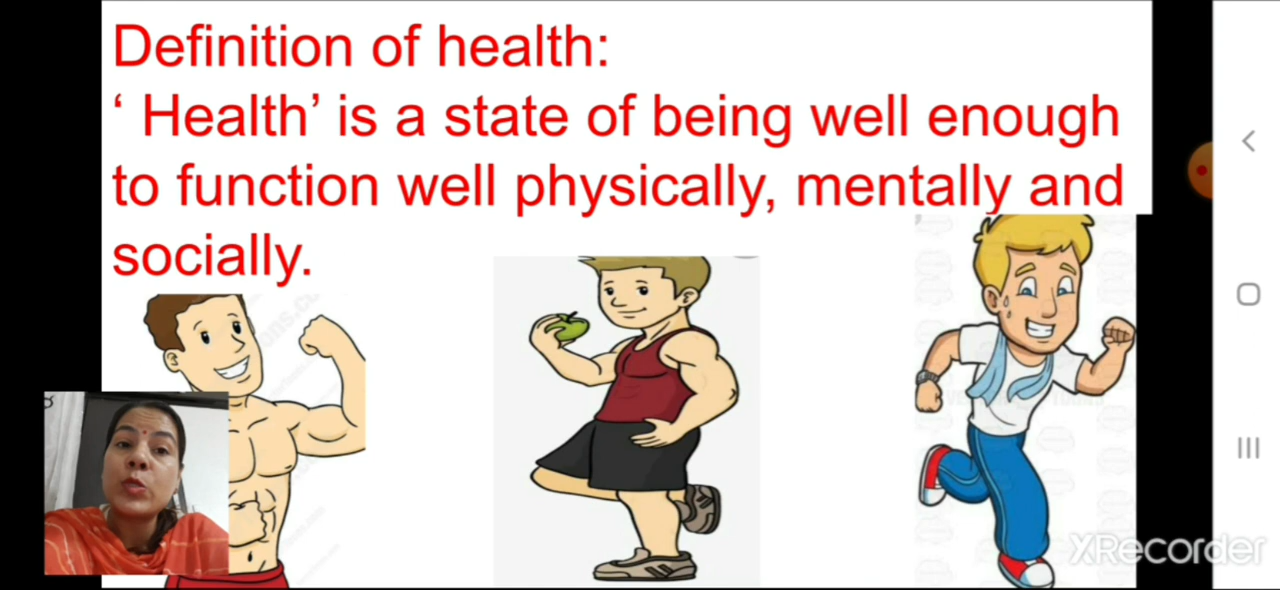 Definition of health:
‘ Health’ is a state of being well enough
to function well physically, mentally and
socially.
XRecorder